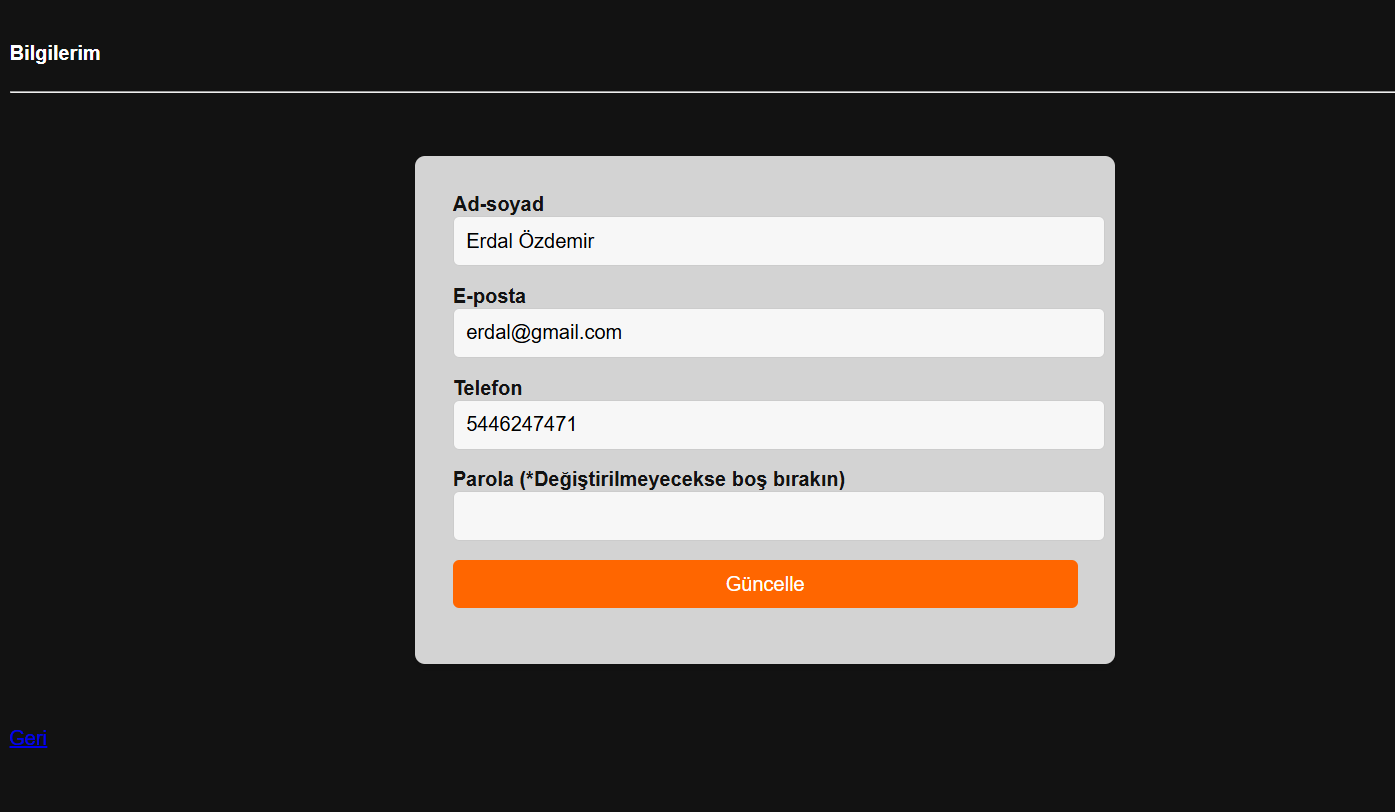 Bilgilerim
Ad-soyad
Erdal Özdemir
E-posta
erdal@gmail.com
Telefon
5446247471
Parola (*Değiştirilmeyecekse boş bırakın)
Güncelle
Geri